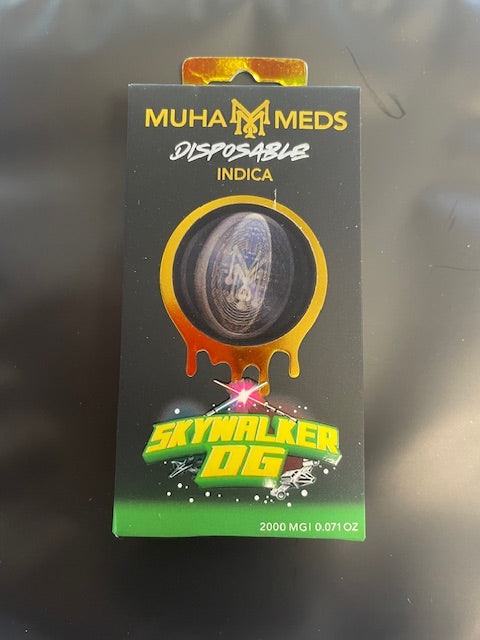 MUHA MEDS
DISPOSABLE
INDICA
SKYWALKER
OG
2000 MG| 0.071 OZ